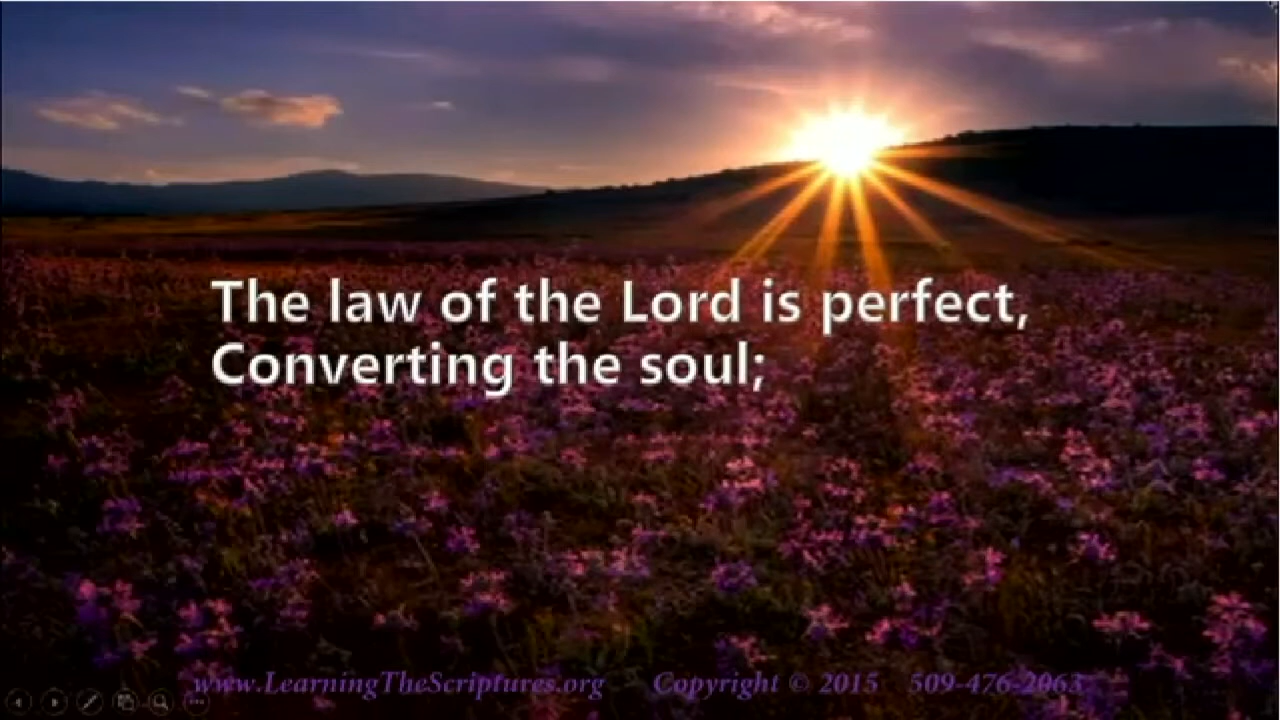 The law of the Lord is perfect,
Converting the soul;
www.LearningTheScriptures.org Copyright © 2015 509-476-2063